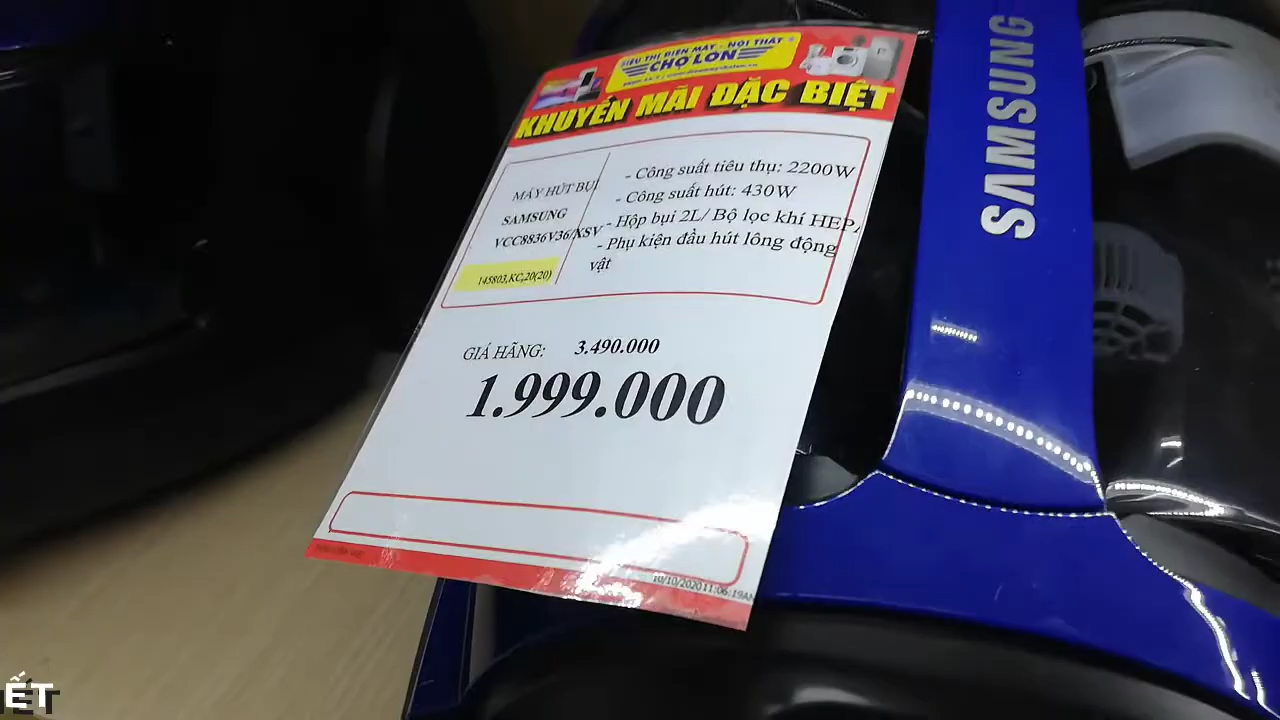 SIÊU THỊ ĐIỆN MÁY - NỘI THẤT
CHỢ LỚN
KHUYẾN MÃI ĐẶC BIỆT
MÁY HÚT BỤI
SAMSUNG
VCC8836V36/XSV
145803,KC,20(20)
- Công suất tiêu thụ: 2200W
- Công suất hút: 430W
- Hộp bụi 2L/ Bộ lọc khí HEPA
- Phụ kiện đầu hút lông động
vật
GIÁ HÃNG: 3.490.000
1.999.000
10/10/2020 11:06:19AM
SAMSUNG
ẾT